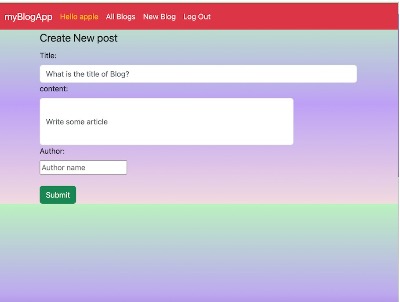 myBlogApp Hello apple All Blogs New Blog Log Out
Create New post
Title:
What is the title of Blog?
content:
Write some article
Author:
Author name
Submit